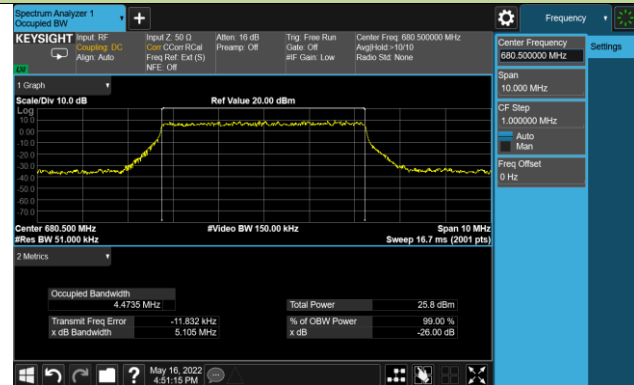 Spectrum Analyzer 1
Occupied BW
Frequency
KEYSIGHT
Input: RF
Coupling: DC
Align: Auto
Input Z: 50 Ω
Corr CCorr RCal
Freq Ref: Ext (S)
NFE: Off
Atten: 16 dB
Preamp: Off
Trig: Free Run
Gate: Off
#IF Gain: Low
Center Freq: 680.500000 MHz
Avg|Hold:>10/10
Radio Std: None
LXI
Center Frequency
680.500000 MHz
Settings
Span
10.000 MHz
CF Step
1.000000 MHz
Auto
Man
Freq Offset
0 Hz
1 Graph
Scale/Div 10.0 dB
Ref Value 20.00 dBm
Log
10.0
0.00
-10.0
-20.0
-30.0
-40.0
-50.0
-60.0
-70.0
Center 680.500 MHz
#Video BW 150.00 kHz
Span 10 MHz
#Res BW 51.000 kHz
Sweep 16.7 ms (2001 pts)
2 Metrics
Occupied Bandwidth
4.4735 MHz
Total Power 25.8 dBm
Transmit Freq Error -11.832 kHz
% of OBW Power 99.00 %
x dB Bandwidth 5.105 MHz
x dB -26.00 dB
?
May 16, 2022
4:51:15 PM